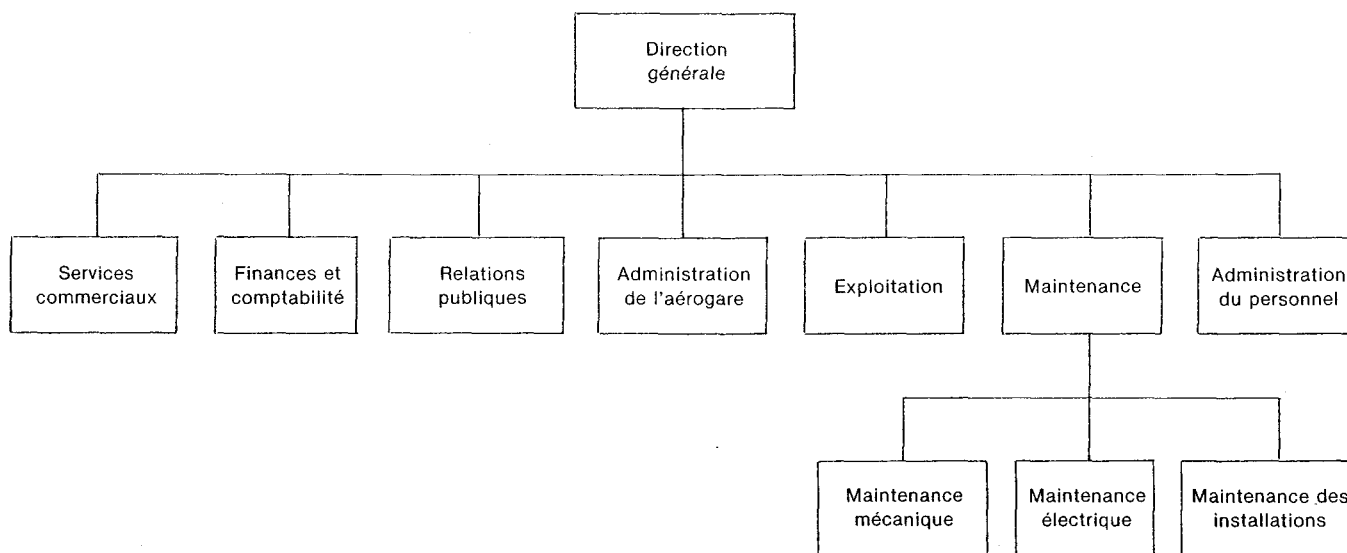 Direction
générale
Services
commerciaux
Finances et
comptabilité
Relations
publiques
Administration
de l'aérogare
Exploitation
Maintenance
Administration
du personnel
Maintenance
mécanique
Maintenance
électrique
Maintenance des
installations